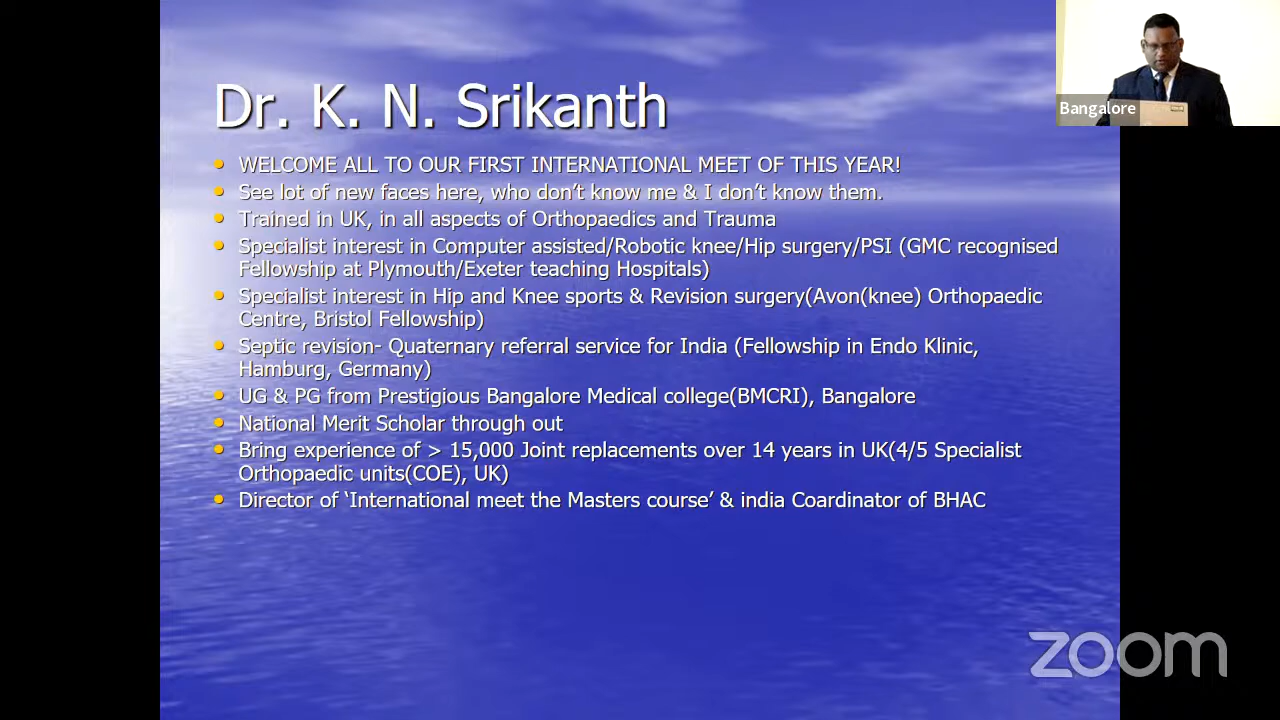 Dr. K. N. Srikanth
WELCOME ALL TO OUR FIRST INTERNATIONAL MEET OF THIS YEAR!
See lot of new faces here, who don't know me & I don't know them.
Trained in UK, in all aspects of Orthopaedics and Trauma
Specialist interest in Computer assisted/Robotic knee/Hip surgery/PSI (GMC recognised
Fellowship at Plymouth/Exeter teaching Hospitals)
Specialist interest in Hip and Knee sports & Revision surgery(Avon(knee) Orthopaedic
Centre, Bristol Fellowship)
Septic revision- Quaternary referral service for India (Fellowship in Endo Klinic,
Hamburg, Germany)
UG & PG from Prestigious Bangalore Medical college(BMCRI), Bangalore
National Merit Scholar through out
Bring experience of > 15,000 Joint replacements over 14 years in UK(4/5 Specialist
Orthopaedic units(COE), UK)
Director of ‘International meet the Masters course’ & india Coardinator of BHAC
Bangalore
zoom